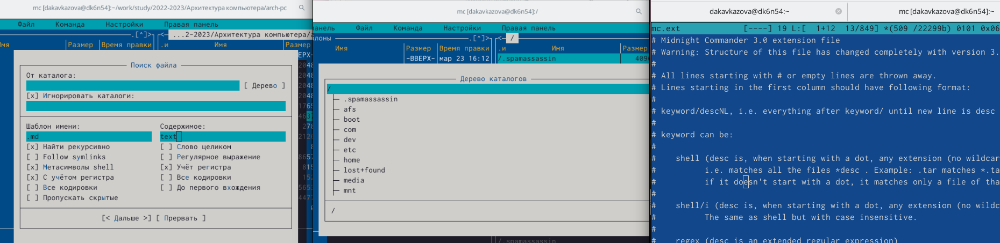 mc [dakavkazova@dk6n54]:~/work/study/2022-2023/Архитектура компьютера/arch-pc
Файл Команда Настройки Правая панель
.[^]> <— ...2-2023/Архитектура компьютера/a
Имя Размер Время правки .и Имя Размер
Поиск файла
От каталога:
[ Дерево ]
[x] Игнорировать каталоги:
Шаблон имени: Содержимое:
.md text
[x] Найти рекурсивно [ ] Слово целиком
[ ] Follow symlinks [ ] Регулярное выражение
[x] Метасимволы shell [x] Учёт регистра
[x] С учётом регистра [ ] Все кодировки
[ ] Все кодировки [ ] До первого вхождения
[ ] Пропускать скрытые
[< Дальше >] [ Прервать ]
mc [dakavkazova@dk6n54]:/
анель Файл Команда Настройки Правая панель
блоны .[^]> <— /
Имя Размер Время правки .и Имя Размер
-ВВЕРХ- мар 23 16:12 /.spamassassin 409
Дерево каталогов
/
.spamassassin
afs
boot
com
dev
etc
home
lost+found
media
mnt
/
/.spamassassin
dakavkazova@dk6n54:~ mc [dakavkazova@dk6n54]:~
mc.ext [----] 19 L:[ 1+12 13/849] *(509 /22299b) 0101 0x06
# Midnight Commander 3.0 extension file
# Warning: Structure of this file has changed completely with version 3.
#
# All lines starting with # or empty lines are thrown away.
# Lines starting in the first column should have following format:
#
# keyword/descNL, i.e. everything after keyword/ until new line is desc
#
# keyword can be:
#
# shell (desc is, when starting with a dot, any extension (no wildcar
# i.e. matches all the files *desc . Example: .tar matches *.ta
# if it doesn't start with a dot, it matches only a file of tha
#
# shell/i (desc is, when starting with a dot, any extension (no wildc
# The same as shell but with case insensitive.
#
# regex (desc is an extended regular expression)